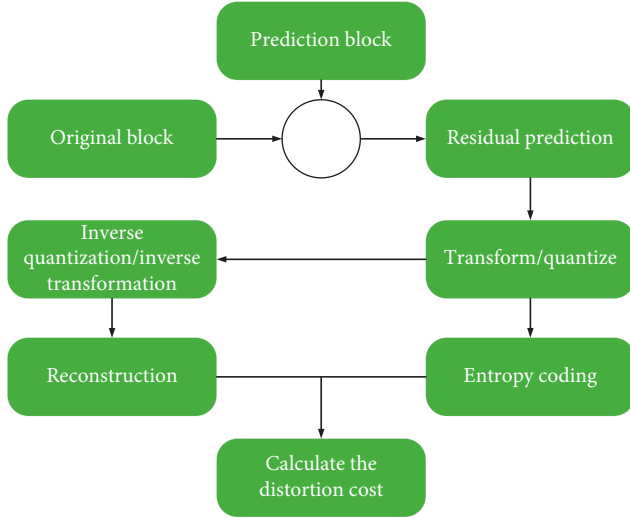 Prediction block
Original block
Residual prediction
Inverse
quantization/inverse
transformation
Transform/quantize
Reconstruction
Entropy coding
Calculate the
distortion cost